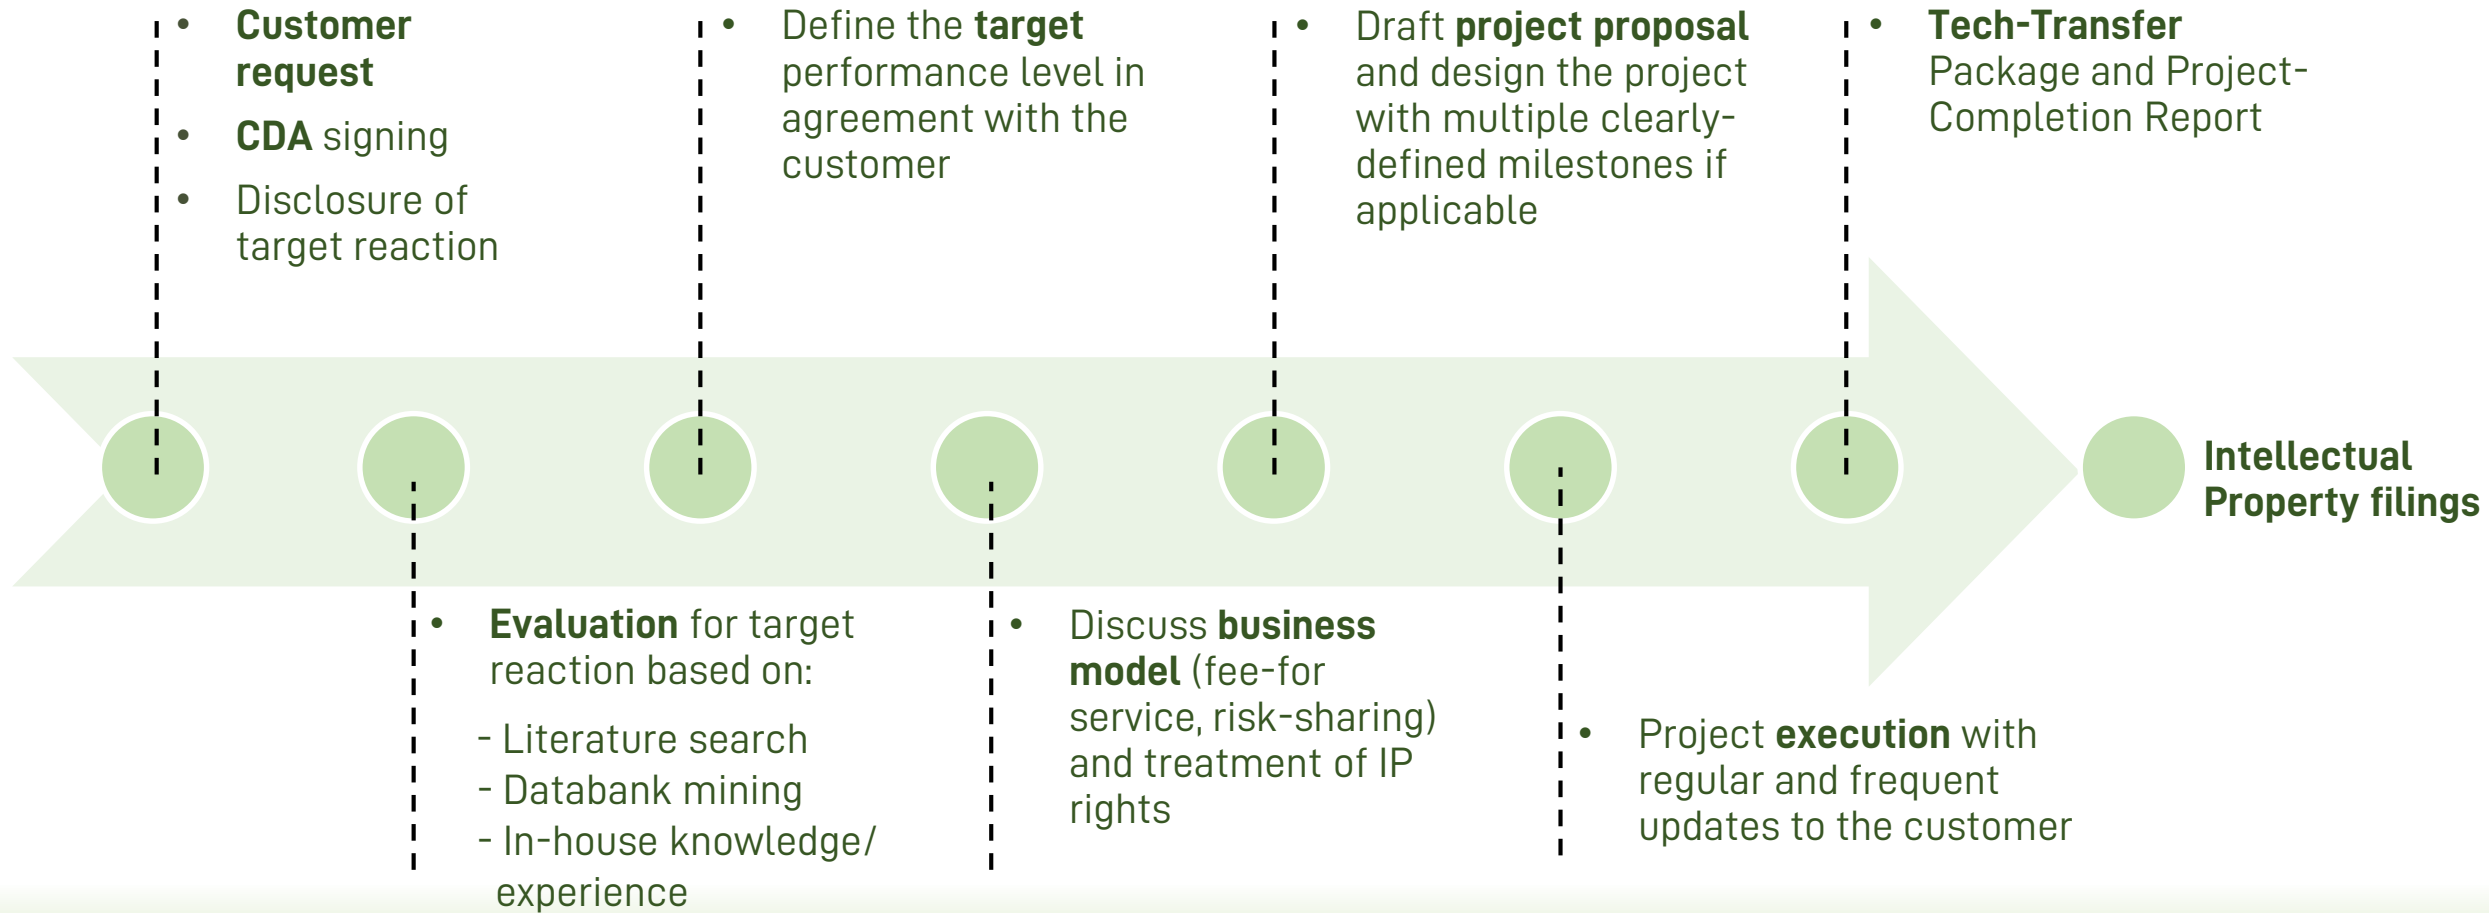 • Customer
request
• CDA signing
• Disclosure of
target reaction
• Evaluation for target
reaction based on:
- Literature search
- Databank mining
- In-house knowledge/
experience
• Define the target
performance level in
agreement with the
customer
• Discuss business
model (fee-for
service, risk-sharing)
and treatment of IP
rights
• Draft project proposal
and design the project
with multiple clearly-
defined milestones if
applicable
• Project execution with
regular and frequent
updates to the customer
• Tech-Transfer
Package and Project-
Completion Report
Intellectual
Property filings